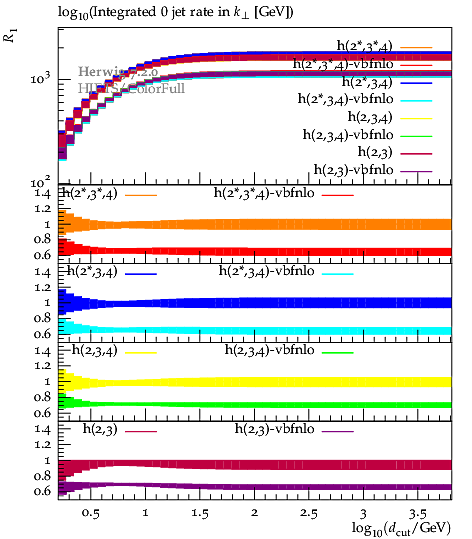 log₁₀(Integrated 0 jet rate in k⊥ [GeV])
R₁
10³
10²
Herwig 7.2.0
HJETS/ColorFull
h(2*,3*,4)
h(2*,3*,4)-vbfnlo
h(2*,3,4)
h(2*,3,4)-vbfnlo
h(2,3,4)
h(2,3,4)-vbfnlo
h(2,3)
h(2,3)-vbfnlo
h(2*,3*,4) h(2*,3*,4)-vbfnlo
1.4
1.2
1
0.8
0.6
h(2*,3,4) h(2*,3,4)-vbfnlo
1.4
1.2
1
0.8
0.6
h(2,3,4) h(2,3,4)-vbfnlo
1.4
1.2
1
0.8
0.6
h(2,3) h(2,3)-vbfnlo
1.4
1.2
1
0.8
0.6
0.5 1 1.5 2 2.5 3 3.5
log₁₀(d_cut/GeV)